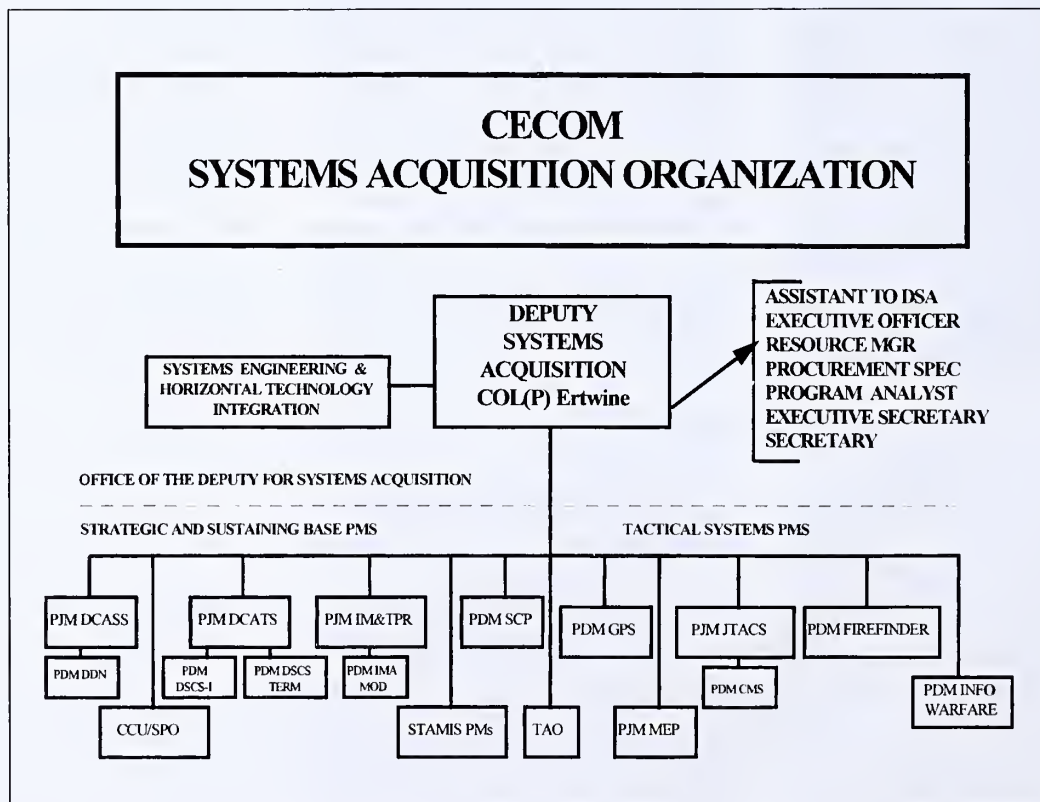 CECOM
SYSTEMS ACQUISITION ORGANIZATION
DEPUTY
SYSTEMS
ACQUISITION
COL(P) Ertwine
SYSTEMS ENGINEERING &
HORIZONTAL TECHNOLOGY
INTEGRATION
ASSISTANT TO DSA
EXECUTIVE OFFICER
RESOURCE MGR
PROCUREMENT SPEC
PROGRAM ANALYST
EXECUTIVE SECRETARY
SECRETARY
OFFICE OF THE DEPUTY FOR SYSTEMS ACQUISITION
STRATEGIC AND SUSTAINING BASE PMS
TACTICAL SYSTEMS PMS
PJM DCASS
PJM DCATS
PJM IM&TPR
PDM SCP
PDM GPS
PJM JTACS
PDM FIREFINDER
PDM DDN
PDM
DSCS-I
PDM DSCS
TERM
PDM IMA
MOD
PDM CMS
PDM INFO
WARFARE
CCU/SPO
STAMIS PMs
TAO
PJM MEP